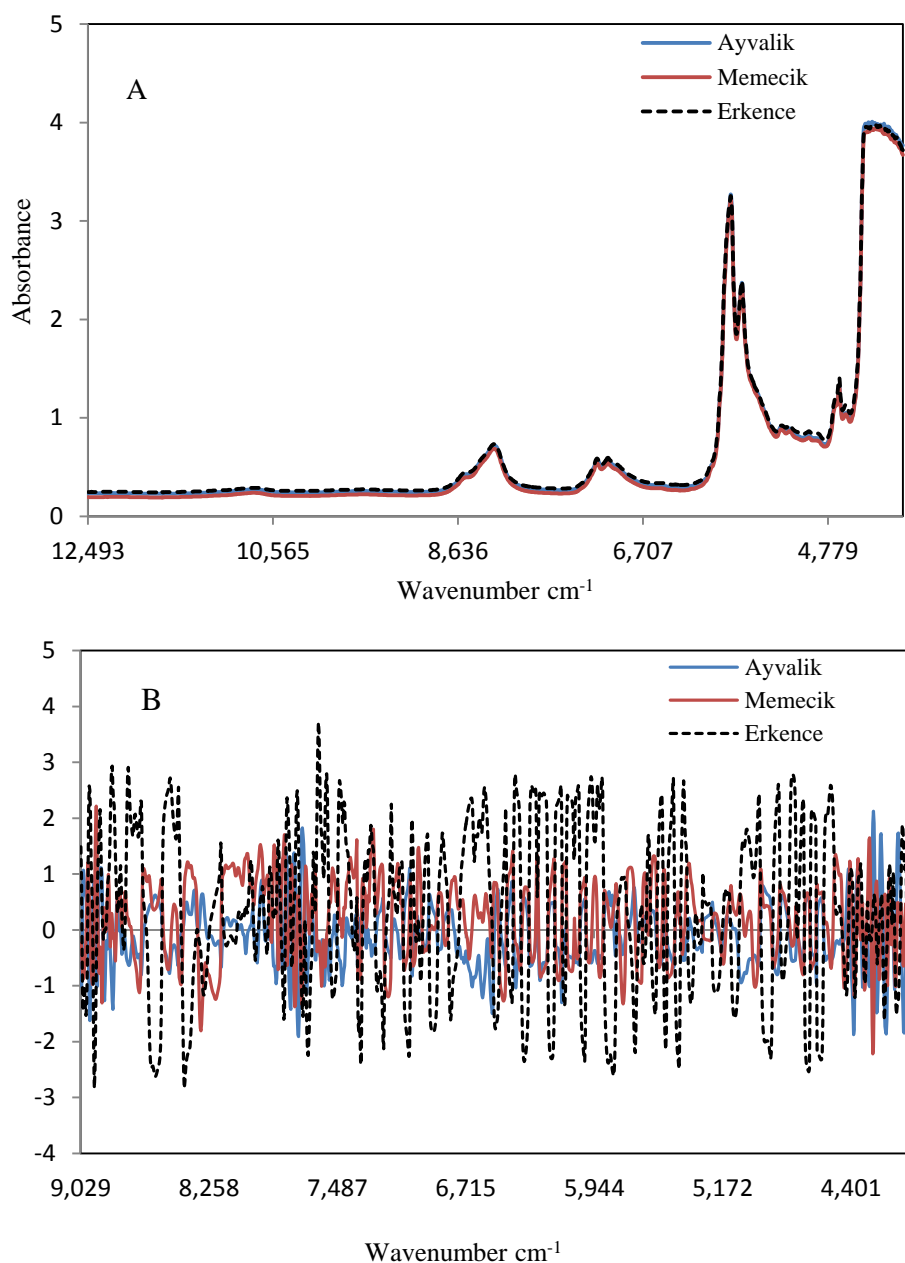 5
Ayvalik
Memecik
Erkence
A
4
3
Absorbance
2
1
0
12,493 10,565 8,636 6,707 4,779
Wavenumber cm-1
5
Ayvalik
Memecik
Erkence
B
4
3
2
1
0
-1
-2
-3
-4
9,029 8,258 7,487 6,715 5,944 5,172 4,401
Wavenumber cm-1